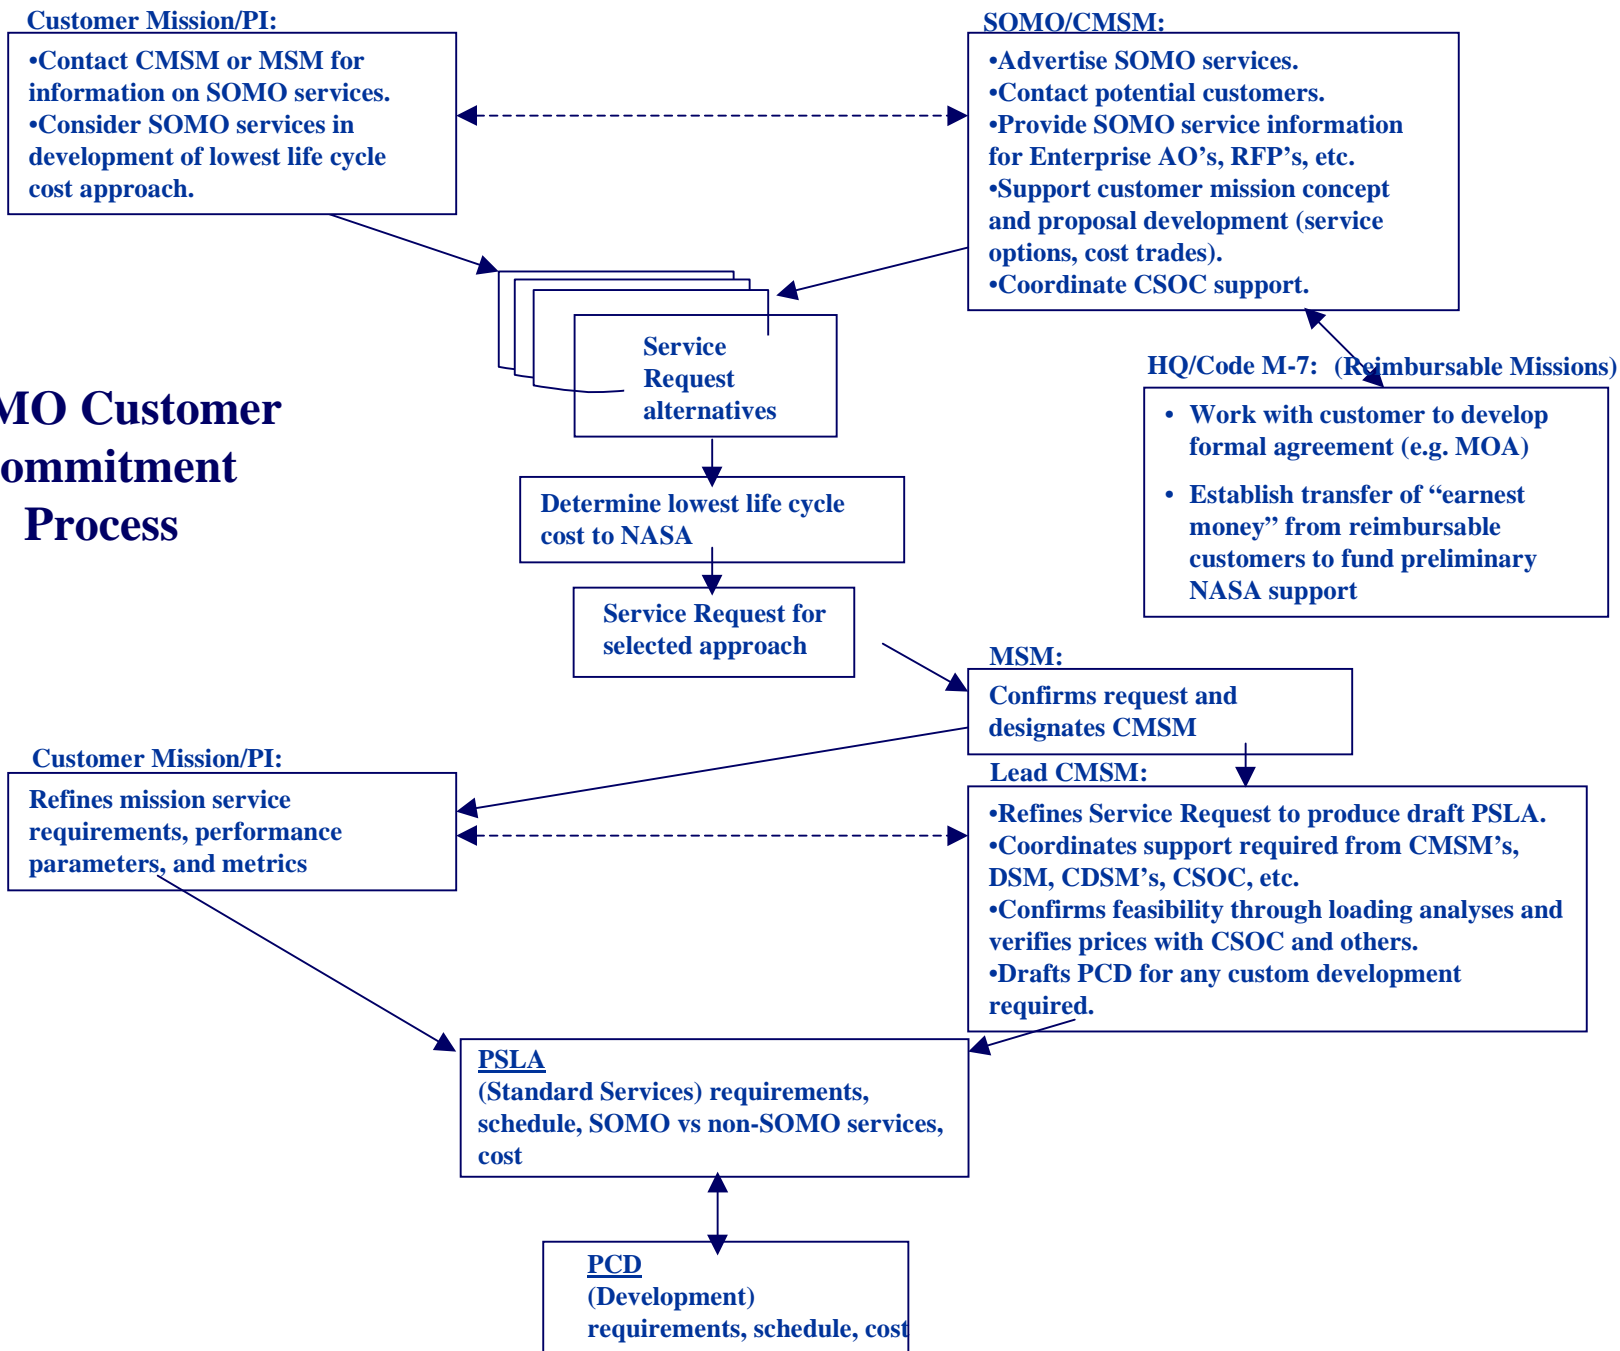 Customer Mission/PI:
•Contact CMSM or MSM for
information on SOMO services.
•Consider SOMO services in
development of lowest life cycle
cost approach.
SOMO/CMSM:
•Advertise SOMO services.
•Contact potential customers.
•Provide SOMO service information
for Enterprise AO's, RFP's, etc.
•Support customer mission concept
and proposal development (service
options, cost trades).
•Coordinate CSOC support.
Service
Request
alternatives
HQ/Code M-7: (Reimbursable Missions)
• Work with customer to develop
formal agreement (e.g. MOA)
• Establish transfer of “earnest
money” from reimbursable
customers to fund preliminary
NASA support
MO Customer
ommitment
Process
Determine lowest life cycle
cost to NASA
Service Request for
selected approach
MSM:
Confirms request and
designates CMSM
Customer Mission/PI:
Refines mission service
requirements, performance
parameters, and metrics
Lead CMSM:
•Refines Service Request to produce draft PSLA.
•Coordinates support required from CMSM’s,
DSM, CDSM’s, CSOC, etc.
•Confirms feasibility through loading analyses and
verifies prices with CSOC and others.
•Drafts PCD for any custom development
required.
PSLA
(Standard Services) requirements,
schedule, SOMO vs non-SOMO services,
cost
PCD
(Development)
requirements, schedule, cost